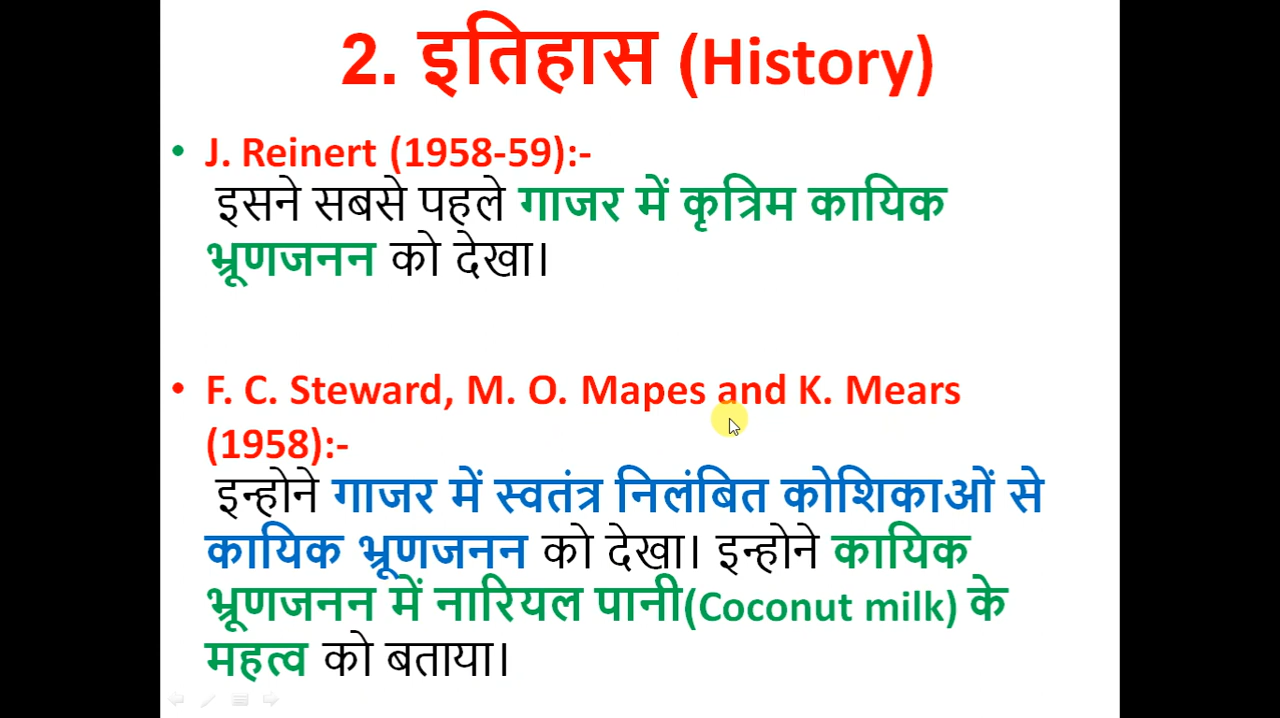 2. इतिहास (History)
• J. Reinert (1958-59):-
इसने सबसे पहले गाजर में कृत्रिम कायिक
भ्रूणजनन को देखा।
• F. C. Steward, M. O. Mapes and K. Mears
(1958):-
इन्होने गाजर में स्वतंत्र निलंबित कोशिकाओं से
कायिक भ्रूणजनन को देखा। इन्होने कायिक
भ्रूणजनन में नारियल पानी(Coconut milk) के
महत्व को बताया।